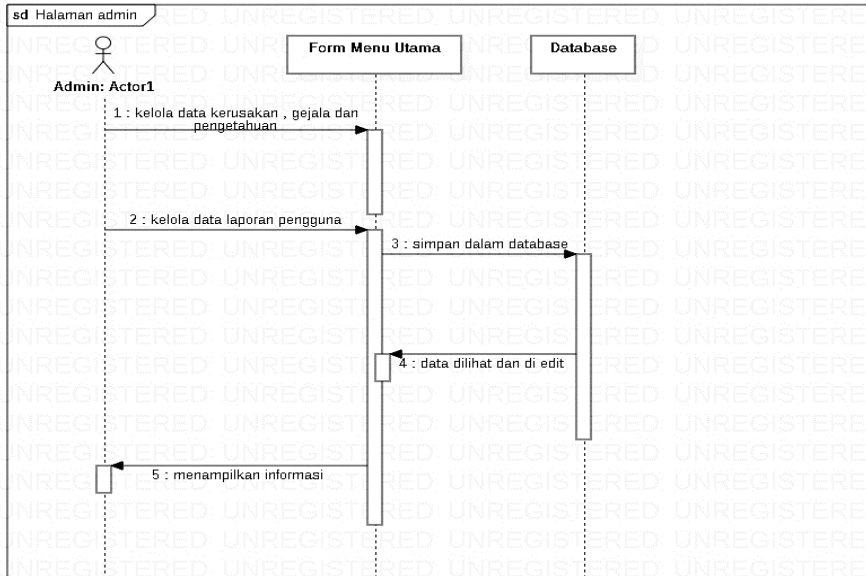 sd Halaman admin
Form Menu Utama
Database
Admin: Actor1
1 : kelola data kerusakan , gejala dan
pengetahuan
2 : kelola data laporan pengguna
3 : simpan dalam database
4 : data dilihat dan di edit
5 : menampilkan informasi
UNREGISTERED